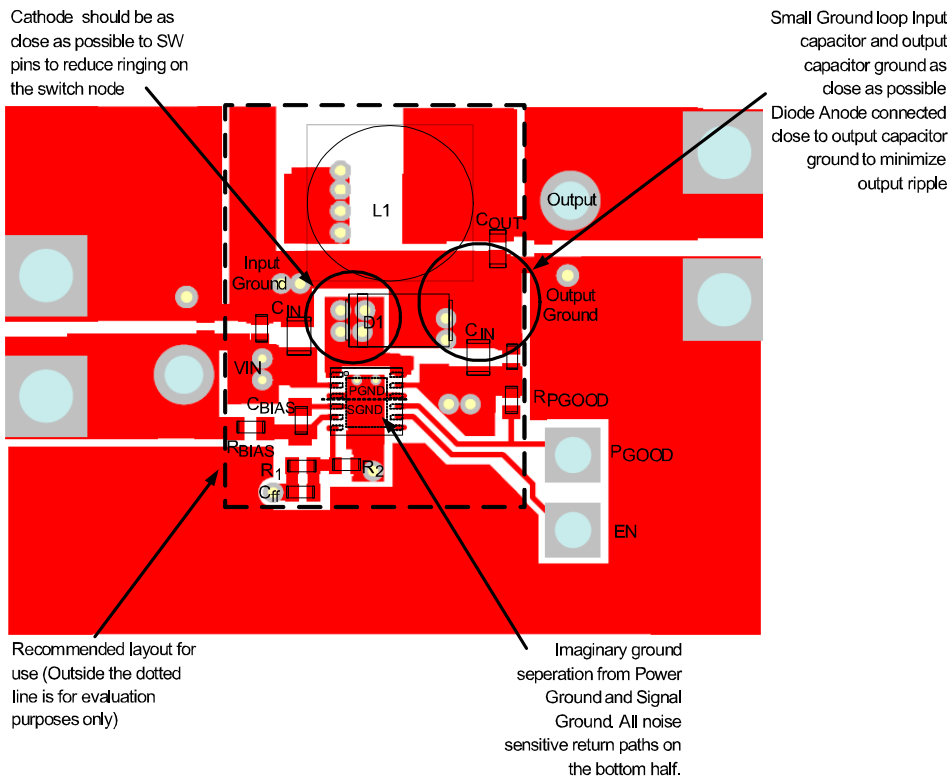 Cathode should be as
close as possible to SW
pins to reduce ringing on
the switch node
Small Ground loop Input
capacitor and output
capacitor ground as
close as possible
Diode Anode connected
close to output capacitor
ground to minimize
output ripple
L1
Output
COUT
Input
Ground
Output
Ground
CIN
D1
CIN
VIN
PGND
SGND
RPGOOD
CBIAS
RBIAS
PGOOD
R1
R2
Cff
EN
Recommended layout for
use (Outside the dotted
line is for evaluation
purposes only)
Imaginary ground
seperation from Power
Ground and Signal
Ground. All noise
sensitive return paths on
the bottom half.